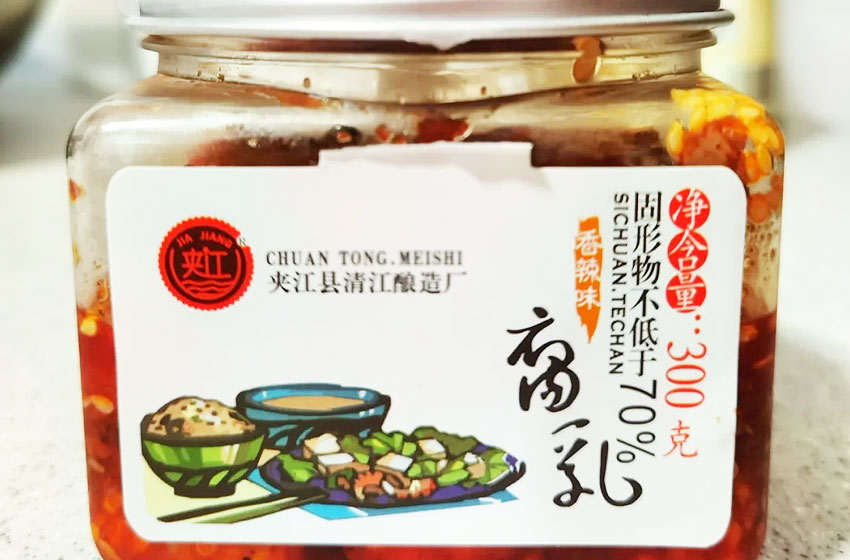 JIA JIANG
®
夹江
CHUAN TONG.MEISHI
夹江县清江酿造厂
净含量:300克
固形物不低于70%
SICHUAN.TECHAN
香辣味
腐乳